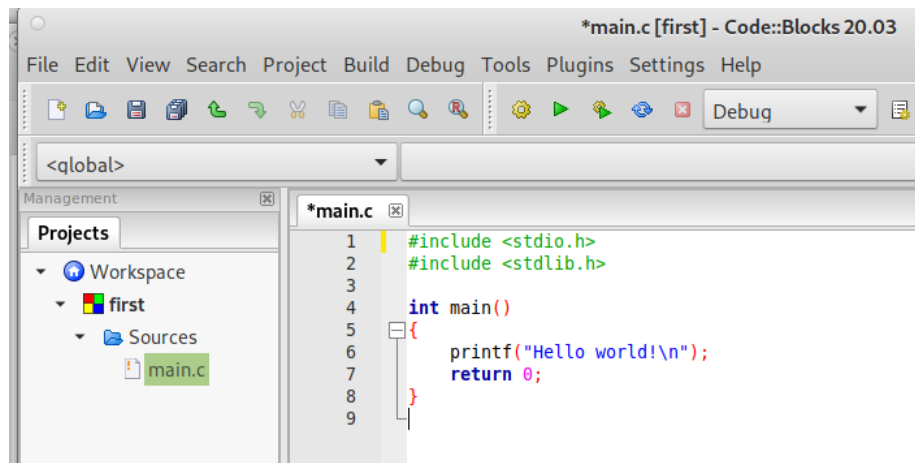 *main.c [first] - Code::Blocks 20.03
File Edit View Search Project Build Debug Tools Plugins Settings Help
Debug
<global>
Management
Projects
Workspace
first
Sources
main.c
*main.c
1 #include <stdio.h>
2 #include <stdlib.h>
3
4 int main()
5 {
6 printf("Hello world!\n");
7 return 0;
8 }
9